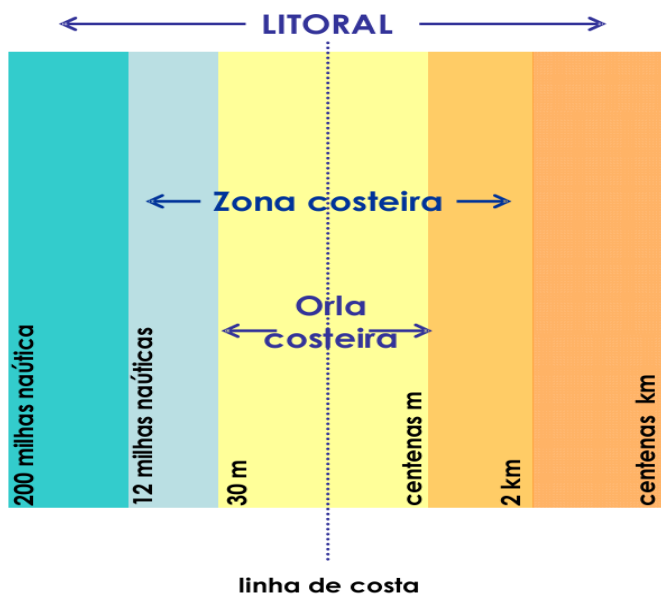 LITORAL
Zona costeira
Orla
costeira
200 milhas naútica
12 milhas naúticas
30 m
centenas m
2 km
centenas km
linha de costa